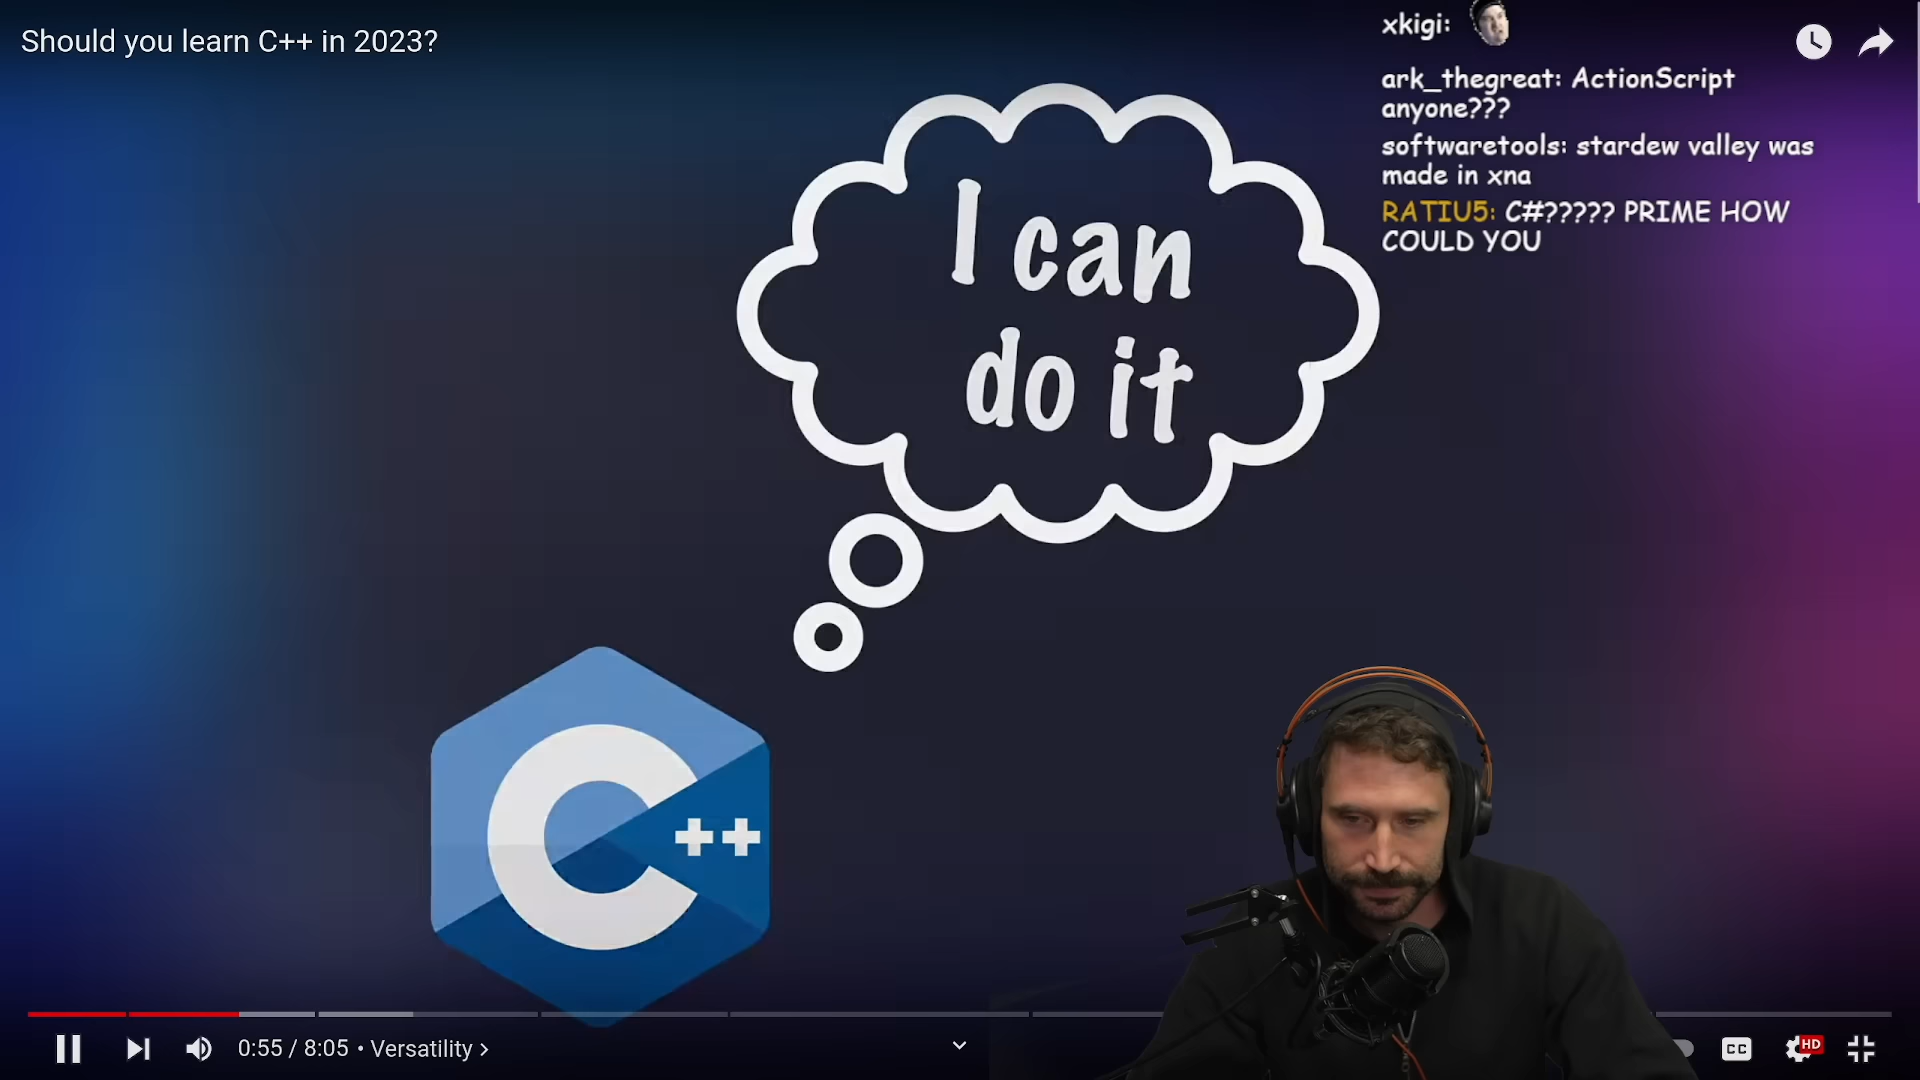 Should you learn C++ in 2023?
xkigi:
ark_thegreat: ActionScript
anyone???
softwaretools: stardew valley was
made in xna
RATIU5: C#????? PRIME HOW
COULD YOU
I can
do it
C++
0:55 / 8:05 • Versatility >
CC
HD